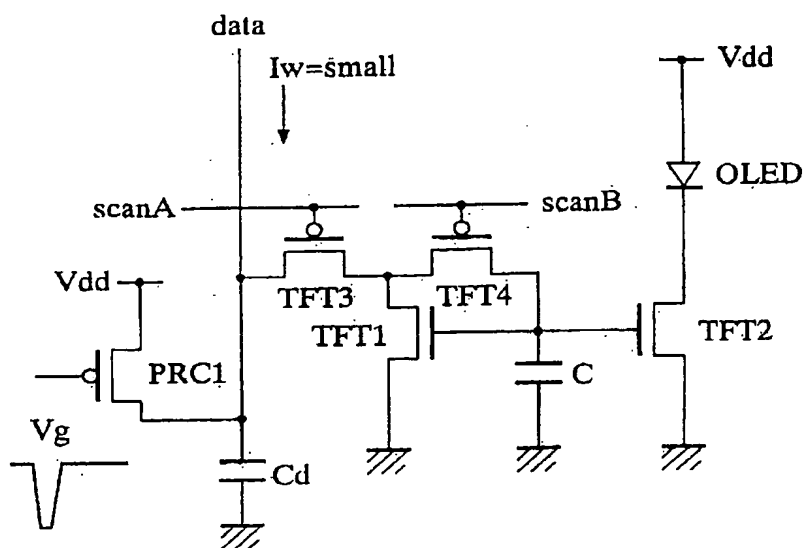 data
Iw=small
Vdd
OLED
scanA
scanB
Vdd
TFT3
TFT4
TFT1
TFT2
PRC1
C
Vg
Cd